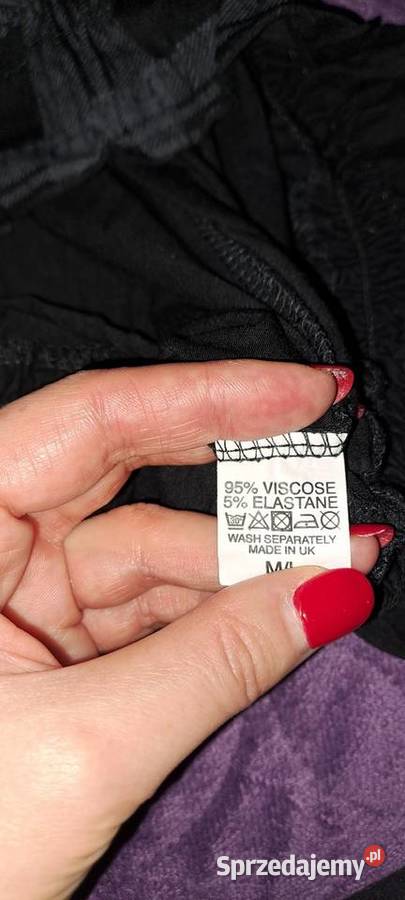 95% VISCOSE
5% ELASTANE
WASH SEPARATELY
MADE IN UK
Sprzedajemy.pl